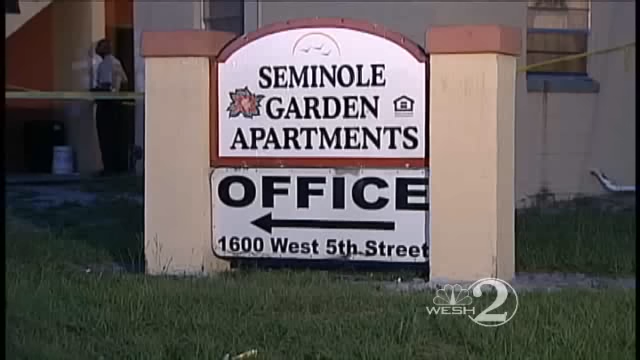 SEMINOLE
GARDEN
APARTMENTS
OFFICE
1600 West 5th Street
WESH 2